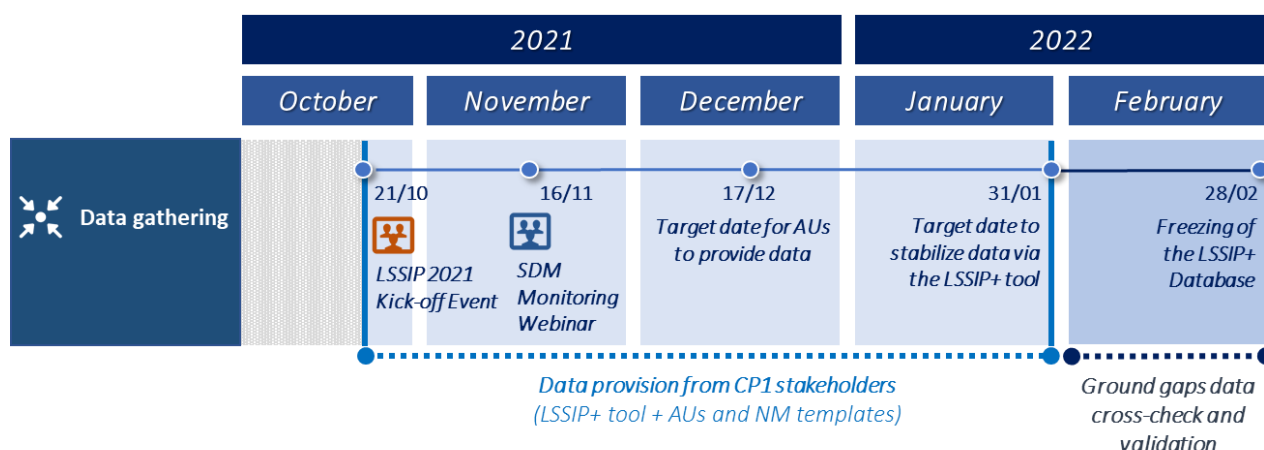 2021
2022
October
November
December
January
February
Data gathering
21/10
LSSIP 2021
Kick-off Event
16/11
SDM
Monitoring
Webinar
17/12
Target date for AUs
to provide data
31/01
Target date to
stabilize data via
the LSSIP+ tool
28/02
Freezing of
the LSSIP+
Database
Data provision from CP1 stakeholders
(LSSIP+ tool + AUs and NM templates)
Ground gaps data
cross-check and
validation